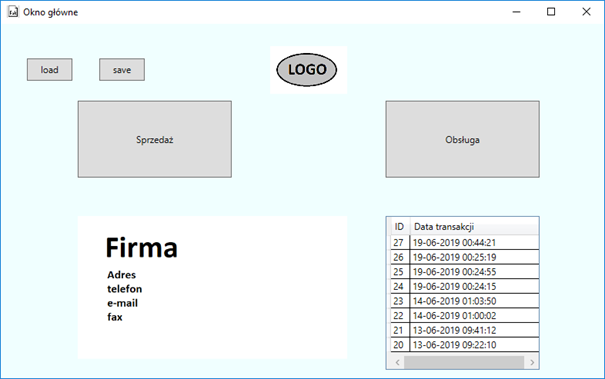 Okno główne
load
save
LOGO
Sprzedaż
Obsługa
Firma
Adres
telefon
e-mail
fax
ID Data transakcji
27 19-06-2019 00:44:21
26 19-06-2019 00:25:19
25 19-06-2019 00:24:55
24 19-06-2019 00:24:15
23 14-06-2019 01:03:50
22 14-06-2019 01:00:02
21 13-06-2019 09:41:12
20 13-06-2019 09:22:10